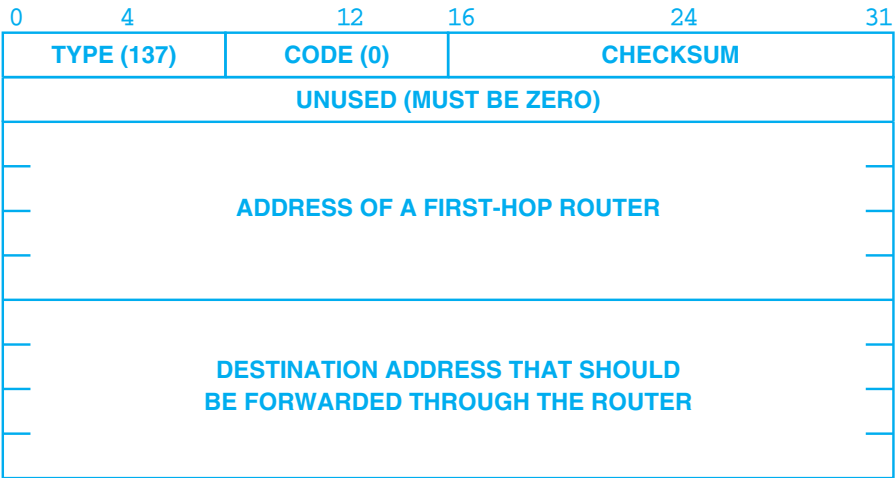 0 4 12 16 24 31
TYPE (137) CODE (0) CHECKSUM
UNUSED (MUST BE ZERO)
ADDRESS OF A FIRST-HOP ROUTER
DESTINATION ADDRESS THAT SHOULD
BE FORWARDED THROUGH THE ROUTER